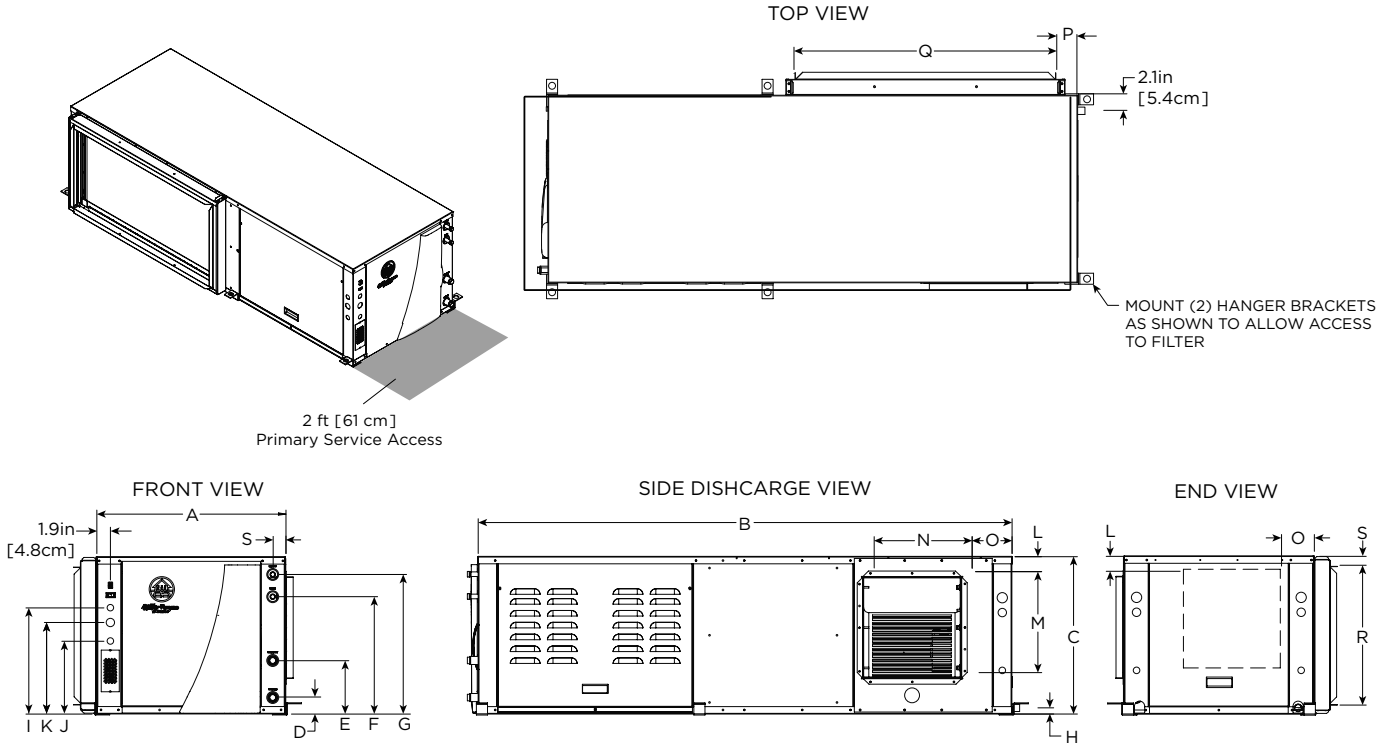 TOP VIEW
Q
P
2.1in
[5.4cm]
MOUNT (2) HANGER BRACKETS
AS SHOWN TO ALLOW ACCESS
TO FILTER
2 ft [61 cm]
Primary Service Access
FRONT VIEW
A
1.9in
[4.8cm]
S
I
K
J
D
E
F
G
SIDE DISHCARGE VIEW
B
N
O
L
M
C
H
END VIEW
L
O
S
R